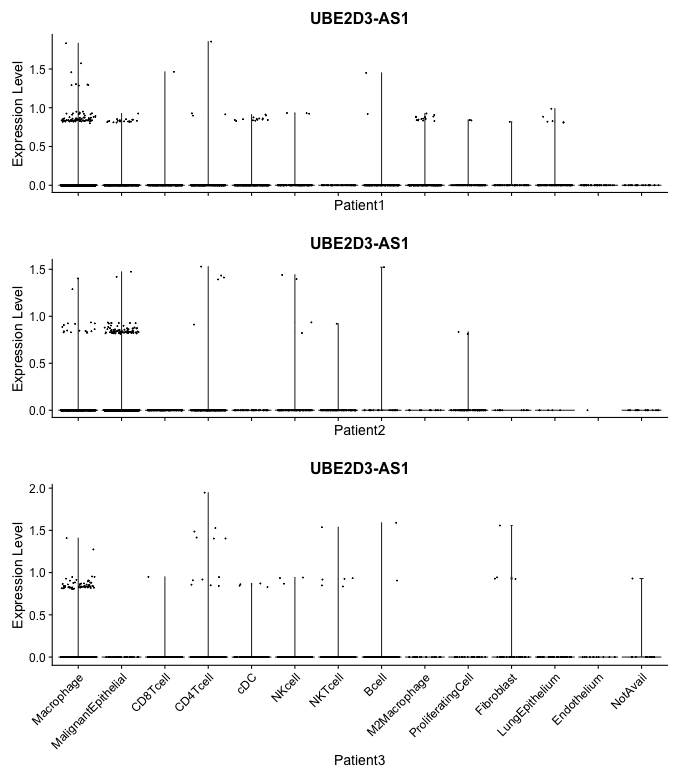 UBE2D3-AS1
Expression Level
1.5
1.0
0.5
0.0
Patient1
UBE2D3-AS1
Expression Level
1.5
1.0
0.5
0.0
Patient2
UBE2D3-AS1
Expression Level
2.0
1.5
1.0
0.5
0.0
Macrophage
MalignantEpithelial
CD8Tcell
CD4Tcell
cDC
NKcell
NKTcell
Bcell
M2Macrophage
ProliferatingCell
Fibroblast
LungEpithelium
Endothelium
NotAvail
Patient3